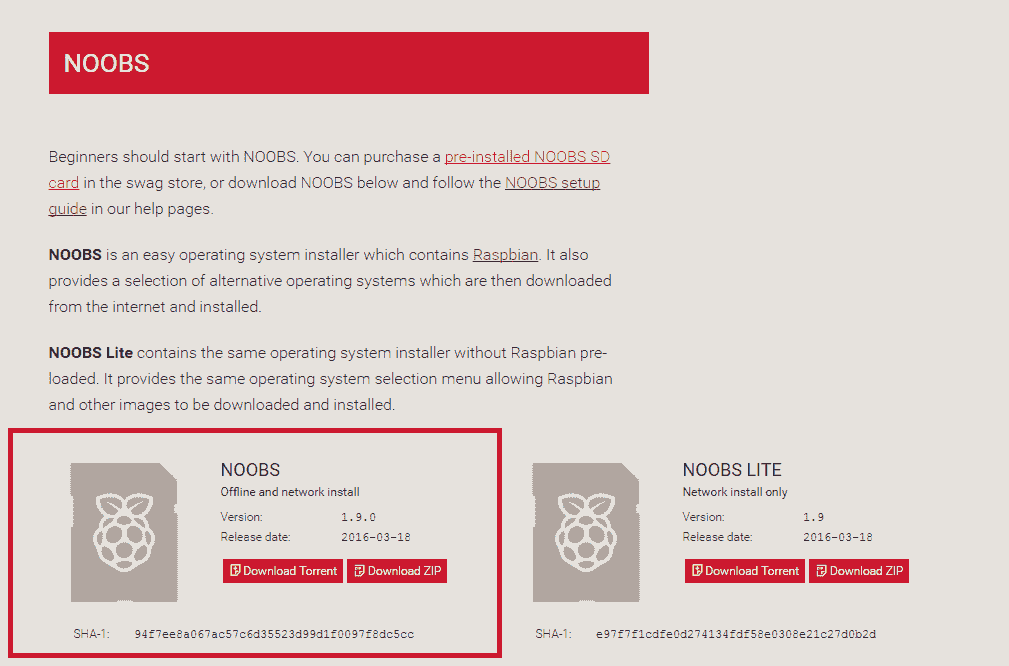 NOOBS
Beginners should start with NOOBS. You can purchase a pre-installed NOOBS SD
card in the swag store, or download NOOBS below and follow the NOOBS setup
guide in our help pages.
NOOBS is an easy operating system installer which contains Raspbian. It also
provides a selection of alternative operating systems which are then downloaded
from the internet and installed.
NOOBS Lite contains the same operating system installer without Raspbian pre-
loaded. It provides the same operating system selection menu allowing Raspbian
and other images to be downloaded and installed.
NOOBS
Offline and network install
Version: 1.9.0
Release date: 2016-03-18
Download Torrent Download ZIP
SHA-1: 94f7ee8a067ac57c6d35523d99d1f0097f8dc5cc
NOOBS LITE
Network install only
Version: 1.9
Release date: 2016-03-18
Download Torrent Download ZIP
SHA-1: e97f7f1cdfe0d274134fdf58e0308e21c27d0b2d